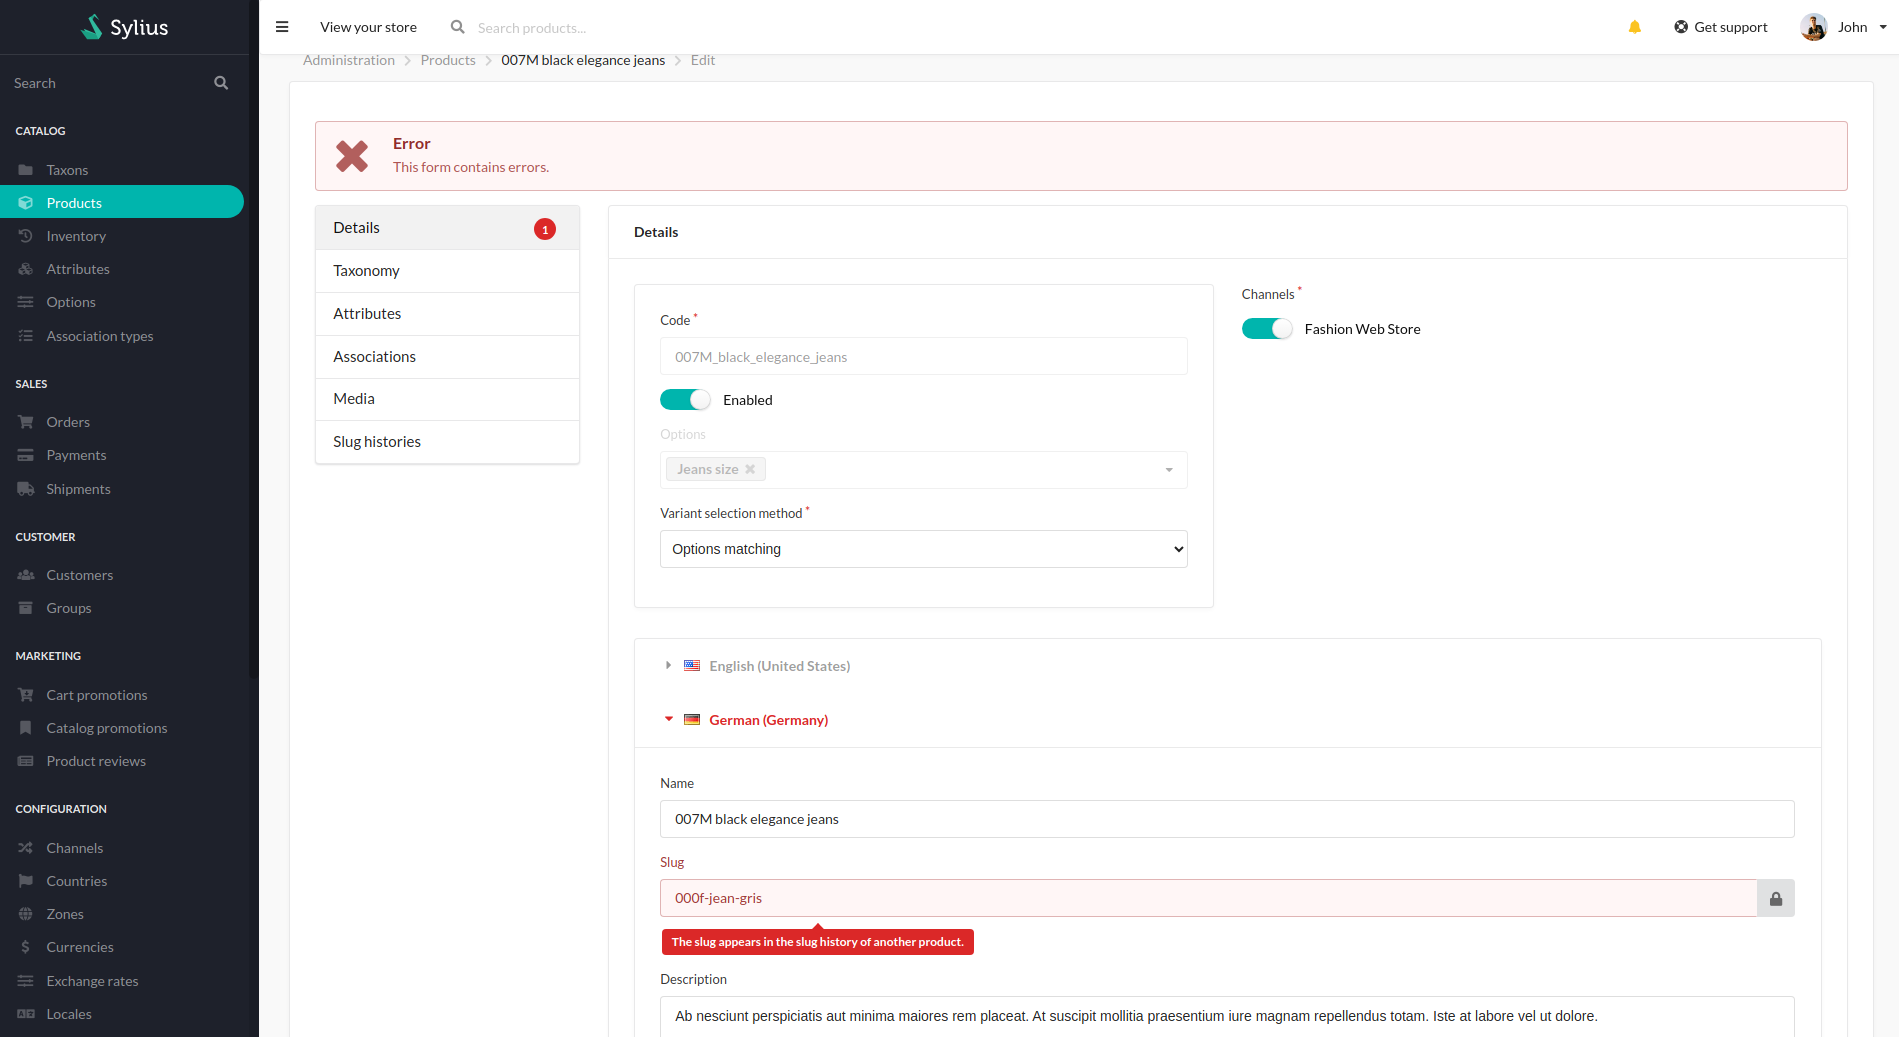 Sylius
View your store
Search products...
Get support
John
Search
CATALOG
Taxons
Products
Inventory
Attributes
Options
Association types
SALES
Orders
Payments
Shipments
CUSTOMER
Customers
Groups
MARKETING
Cart promotions
Catalog promotions
Product reviews
CONFIGURATION
Channels
Countries
Zones
Currencies
Exchange rates
Locales
Administration > Products > 007M black elegance jeans > Edit
Error
This form contains errors.
Details 1
Taxonomy
Attributes
Associations
Media
Slug histories
Details
Code *
007M_black_elegance_jeans
Enabled
Options
Jeans size
Variant selection method *
Options matching
Channels *
Fashion Web Store
English (United States)
German (Germany)
Name
007M black elegance jeans
Slug
000f-jean-gris
The slug appears in the slug history of another product.
Description
Ab nesciunt perspiciatis aut minima maiores rem placeat. At suscipit mollitia praesentium iure magnam repellendus totam. Iste at labore vel ut dolore.